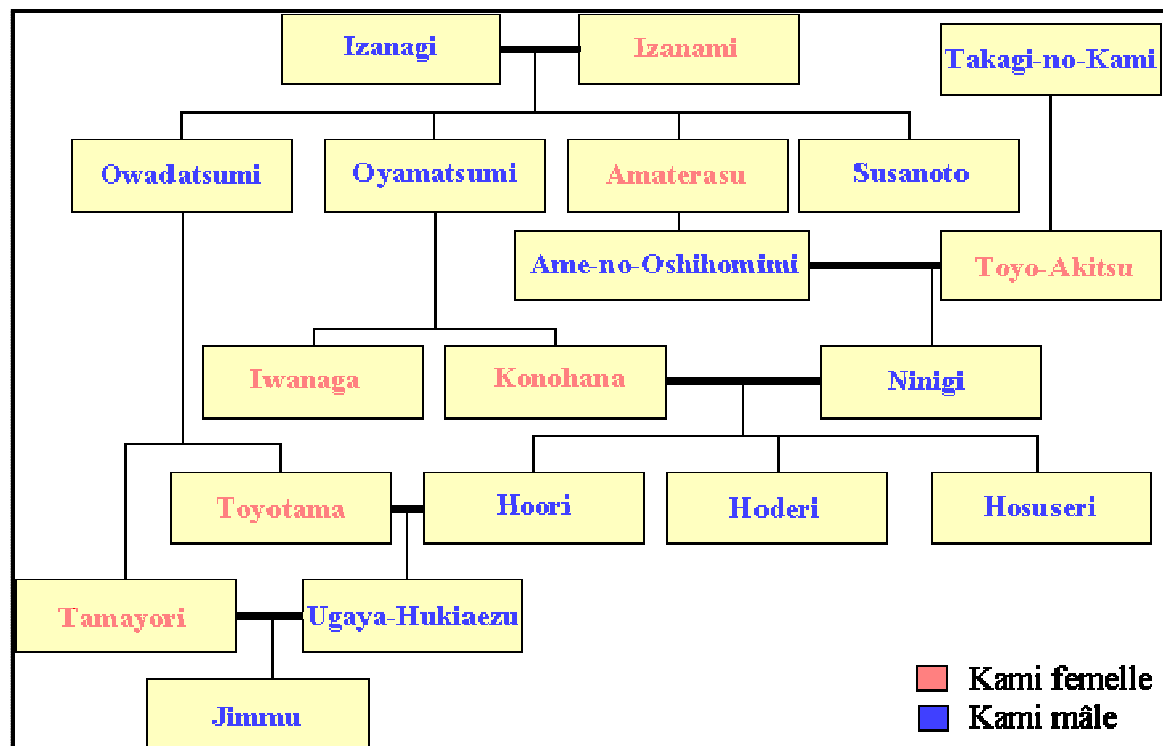 Izanagi
Izanami
Takagi-no-Kami
Owadatsumi
Oyamatsumi
Amaterasu
Susanoto
Ame-no-Oshihomimi
Toyo-Akitsu
Iwanaga
Konohana
Ninigi
Toyotama
Hoori
Hoderi
Hosuseri
Tamayori
Ugaya-Hukiaezu
Jimmu
Kami femelle
Kami mâle